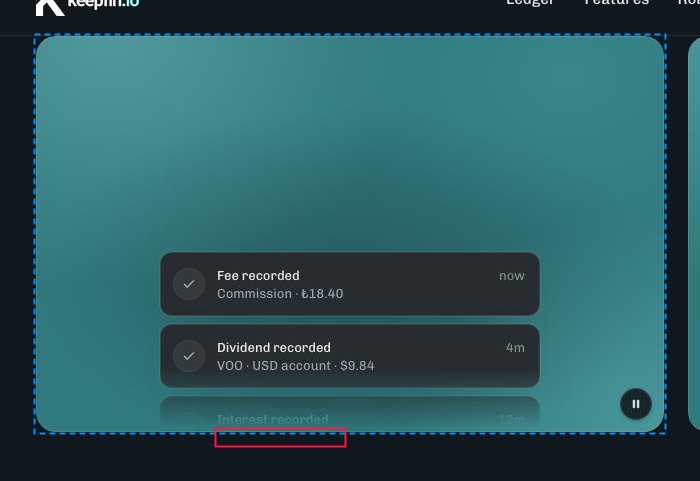 keepfin.io
Ledger
Features
Fee recorded
now
Commission · ₺18.40
Dividend recorded
4m
VOO · USD account · $9.84
Interest recorded
12m